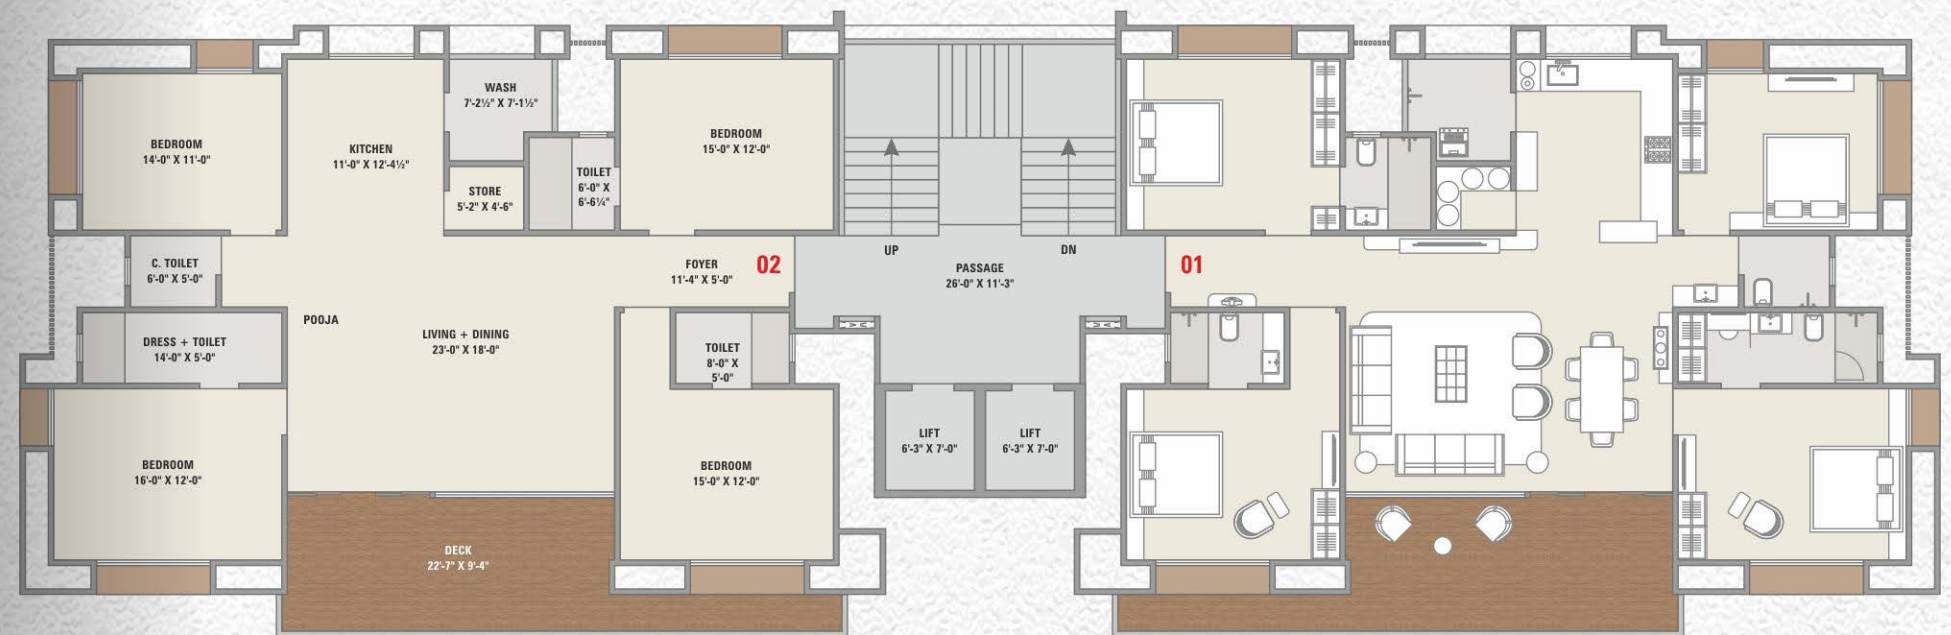 BEDROOM
14'-0" X 11'-0"
KITCHEN
11'-0" X 12'-4½"
WASH
7'-2½" X 7'-1½"
STORE
5'-2" X 4'-6"
TOILET
6'-0" X
6'-6¼"
BEDROOM
15'-0" X 12'-0"
UP
DN
PASSAGE
26'-0" X 11'-3"
FOYER
11'-4" X 5'-0"
02
01
C. TOILET
6'-0" X 5'-0"
POOJA
DRESS + TOILET
14'-0" X 5'-0"
LIVING + DINING
23'-0" X 18'-0"
TOILET
8'-0" X
5'-0"
LIFT
6'-3" X 7'-0"
LIFT
6'-3" X 7'-0"
BEDROOM
16'-0" X 12'-0"
BEDROOM
15'-0" X 12'-0"
DECK
22'-7" X 9'-4"